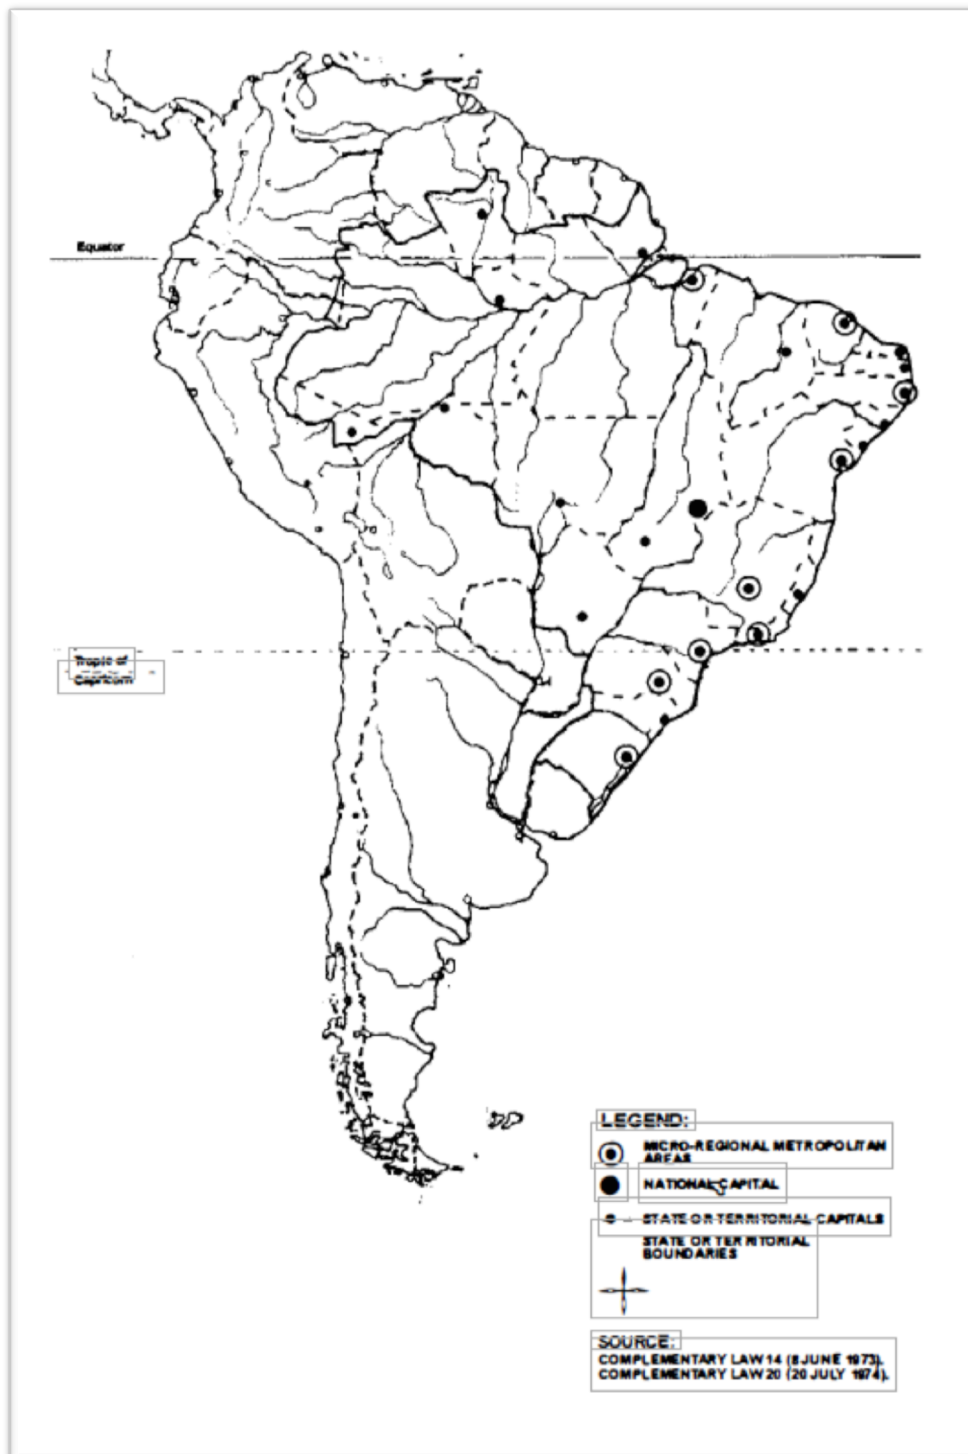 Equator
Tropic of
Capricorn
LEGEND:
MICRO-REGIONAL METROPOLITAN
AREAS
NATIONAL CAPITAL
STATE OR TERRITORIAL CAPITALS
STATE OR TERRITORIAL
BOUNDARIES
SOURCE:
COMPLEMENTARY LAW 14 (8 JUNE 1973).
COMPLEMENTARY LAW 20 (20 JULY 1974).